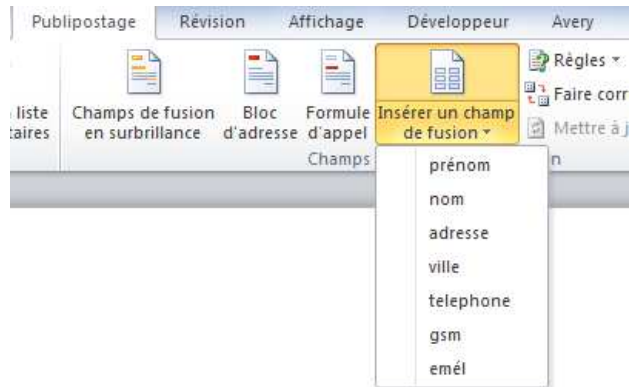 Publipostage Révision Affichage Développeur Avery
liste
taires
Champs de fusion
en surbrillance
Bloc
d'adresse
Formule
d'appel
Insérer un champ
de fusion
Règles
Faire corr
Mettre à j
Champs
n
prénom
nom
adresse
ville
telephone
gsm
emél